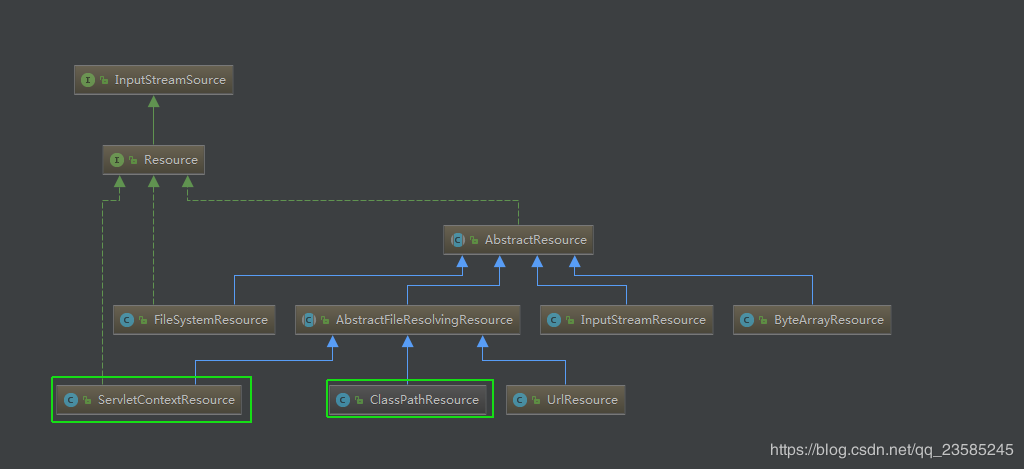 I InputStreamSource
I Resource
C AbstractResource
C FileSystemResource
C AbstractFileResolvingResource
C InputStreamResource
C ByteArrayResource
C ServletContextResource
C ClassPathResource
C UrlResource
https://blog.csdn.net/qq_23585245